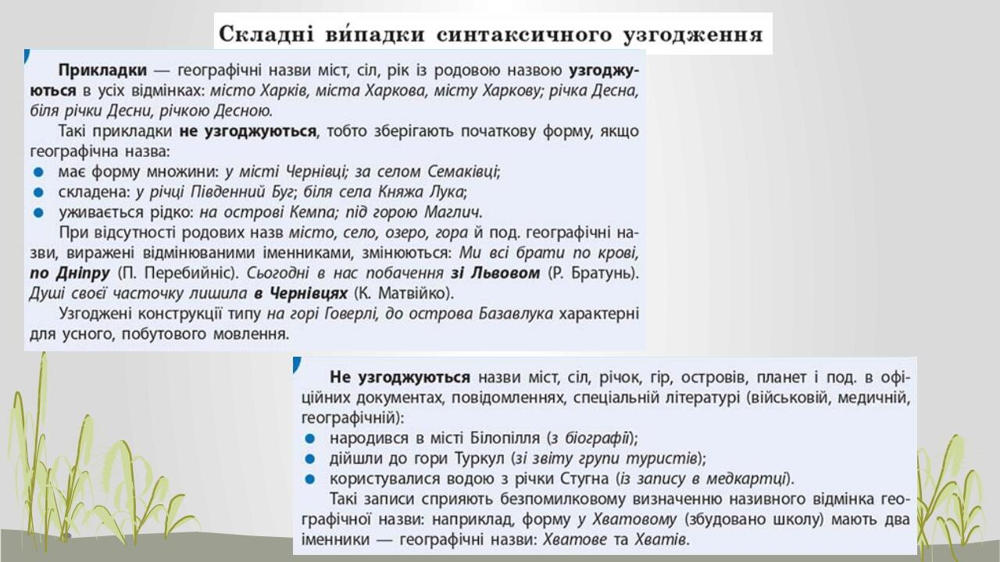 Складні ви́падки синтаксичного узгодження
Прикладки — географічні назви міст, сіл, рік із родовою назвою узгоджу-
ються в усіх відмінках: місто Харків, міста Харкова, місту Харкову; річка Десна,
біля річки Десни, річкою Десною.
Такі прикладки не узгоджуються, тобто зберігають початкову форму, якщо
географічна назва:
● має форму множини: у місті Чернівці; за селом Семаківці;
● складена: у річці Південний Буг; біля села Княжа Лука;
● уживається рідко: на острові Кемпа; під горою Маглич.
При відсутності родових назв місто, село, озеро, гора й под. географічні на-
зви, виражені відмінюваними іменниками, змінюються: Ми всі брати по крові,
по Дніпру (П. Перебийніс). Сьогодні в нас побачення зі Львовом (Р. Братунь).
Душі своєї часточку лишила в Чернівцях (К. Матвійко).
Узгоджені конструкції типу на горі Говерлі, до острова Базавлука характерні
для усного, побутового мовлення.
Не узгоджуються назви міст, сіл, річок, гір, островів, планет і под. в офі-
ційних документах, повідомленнях, спеціальній літературі (військовій, медичній,
географічній):
● народився в місті Білопілля (з біографії);
● дійшли до гори Туркул (зі звіту групи туристів);
● користувалися водою з річки Стугна (із запису в медкартці).
Такі записи сприяють безпомилковому визначенню називного відмінка гео-
графічної назви: наприклад, форму у Хватовому (збудовано школу) мають два
іменники — географічні назви: Хватове та Хватів.